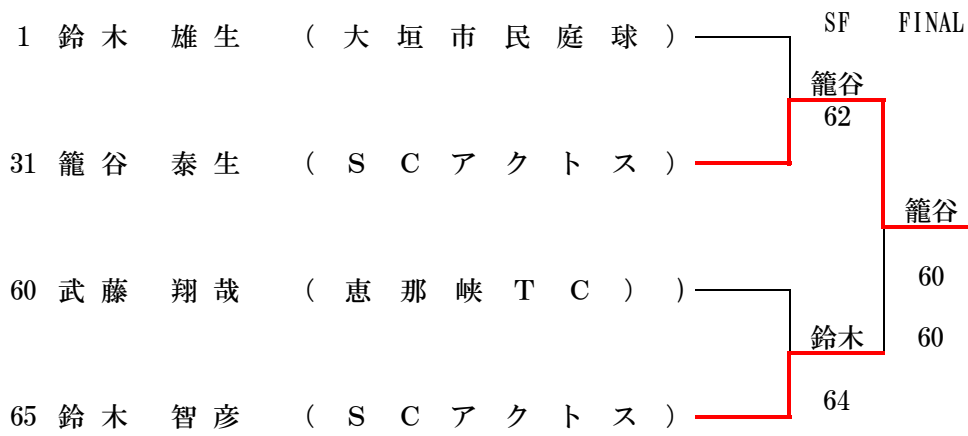 SF FINAL
1 鈴木 雄生 (大垣市民庭球)
籠谷
62
31 籠谷 泰生 (SCアクトス)
籠谷
60 武藤 翔哉 (恵那峡TC))
60
鈴木 60
64
65 鈴木 智彦 (SCアクトス)